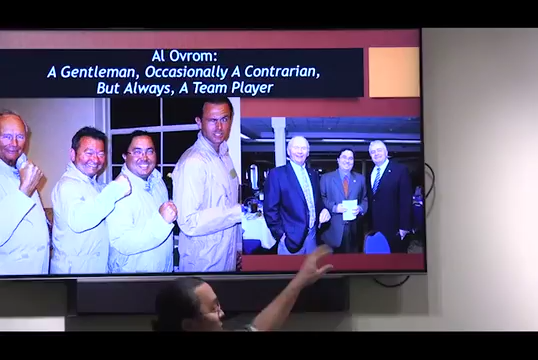 Al Ovrom:
A Gentleman, Occasionally A Contrarian,
But Always, A Team Player